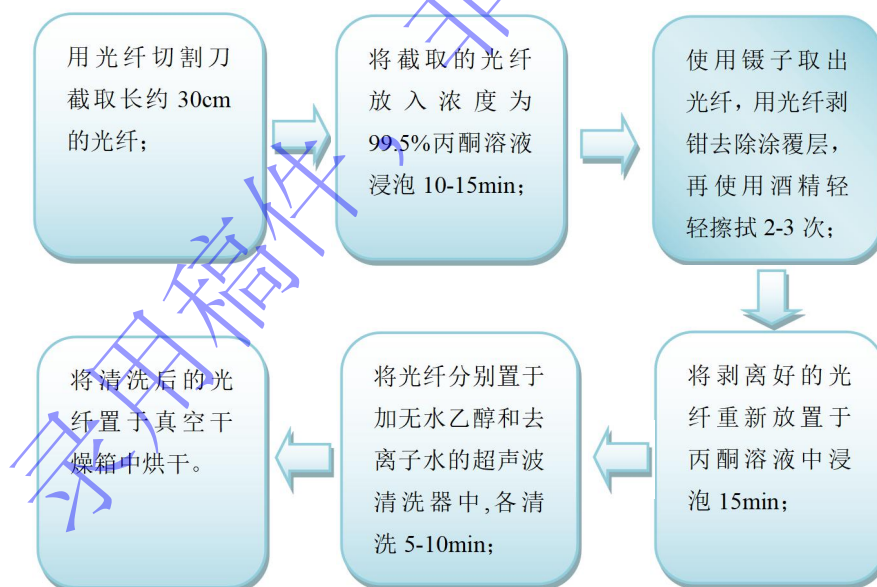 用光纤切割刀
截取长约 30cm
的光纤；
将截取的光纤
放入浓度为
99.5%丙酮溶液
浸泡 10-15min；
使用镊子取出
光纤，用光纤剥
钳去除涂覆层，
再使用酒精轻
轻擦拭 2-3 次；
将剥离好的光
纤重新放置于
丙酮溶液中浸
泡 15min；
将光纤分别置于
加无水乙醇和去
离子水的超声波
清洗器中,各清
洗 5-10min；
将清洗后的光
纤置于真空干
燥箱中烘干。
录用稿件，